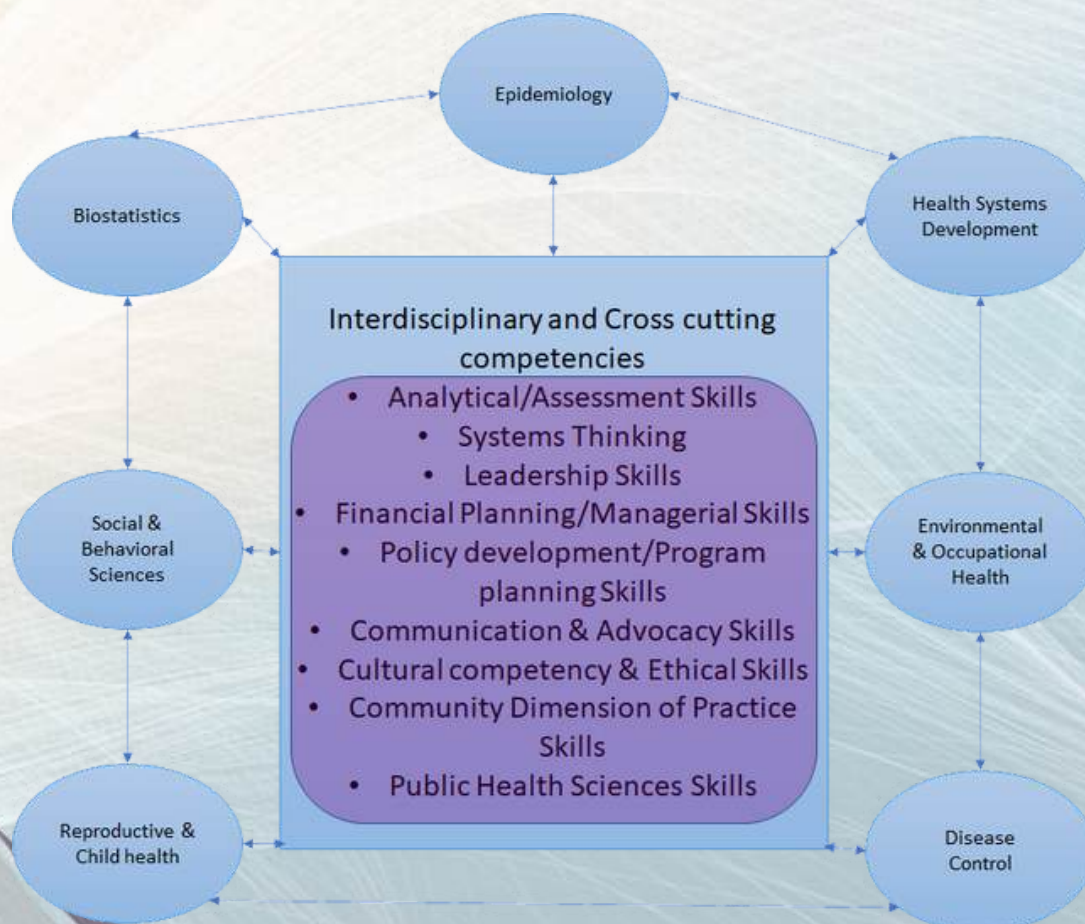 Epidemiology
Biostatistics
Health Systems
Development
Interdisciplinary and Cross cutting
competencies
• Analytical/Assessment Skills
• Systems Thinking
• Leadership Skills
• Financial Planning/Managerial Skills
• Policy development/Program
planning Skills
• Communication & Advocacy Skills
• Cultural competency & Ethical Skills
• Community Dimension of Practice
Skills
• Public Health Sciences Skills
Social &
Behavioral
Sciences
Environmental
& Occupational
Health
Reproductive &
Child health
Disease
Control